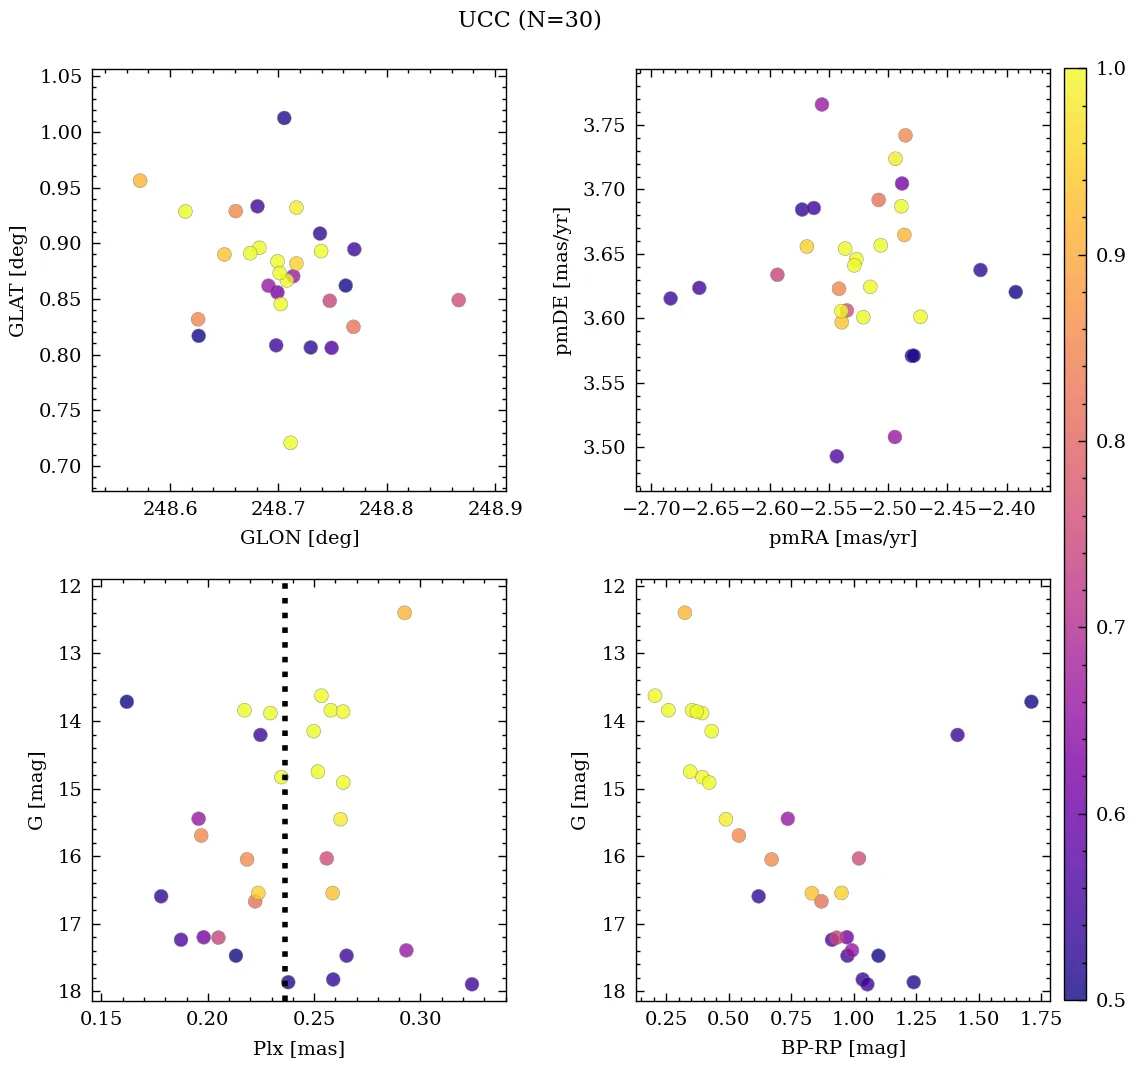 UCC (N=30)
1.05
1.00
0.95
0.90
0.85
0.80
0.75
0.70
GLAT [deg]
248.6 248.7 248.8 248.9
GLON [deg]
3.75
3.70
3.65
3.60
3.55
3.50
pmDE [mas/yr]
−2.70 −2.65 −2.60 −2.55 −2.50 −2.45 −2.40
pmRA [mas/yr]
12
13
14
15
16
17
18
G [mag]
0.15 0.20 0.25 0.30
Plx [mas]
12
13
14
15
16
17
18
G [mag]
0.25 0.50 0.75 1.00 1.25 1.50 1.75
BP-RP [mag]
1.0
0.9
0.8
0.7
0.6
0.5